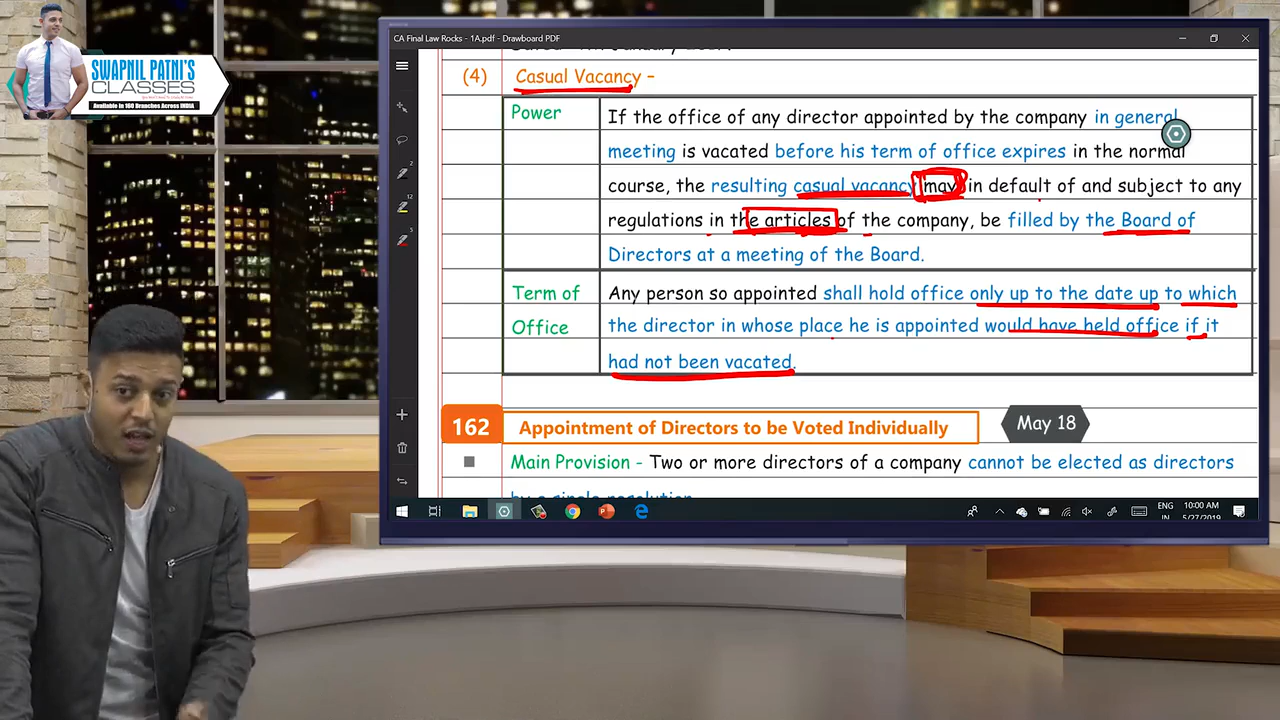 SWAPNIL PATNI'S
CLASSES
Available in 160 Branches Across INDIA
CA Final Law Rocks - 1A.pdf - Drawboard PDF
(4) Casual Vacancy –
Power
If the office of any director appointed by the company in general
meeting is vacated before his term of office expires in the normal
course, the resulting casual vacancy may in default of and subject to any
regulations in the articles of the company, be filled by the Board of
Directors at a meeting of the Board.
Term of
Office
Any person so appointed shall hold office only up to the date up to which
the director in whose place he is appointed would have held office if it
had not been vacated.
162 Appointment of Directors to be Voted Individually May 18
Main Provision - Two or more directors of a company cannot be elected as directors
by a single resolution
2
12
5
ENG
IN
10:00 AM
5/27/2019